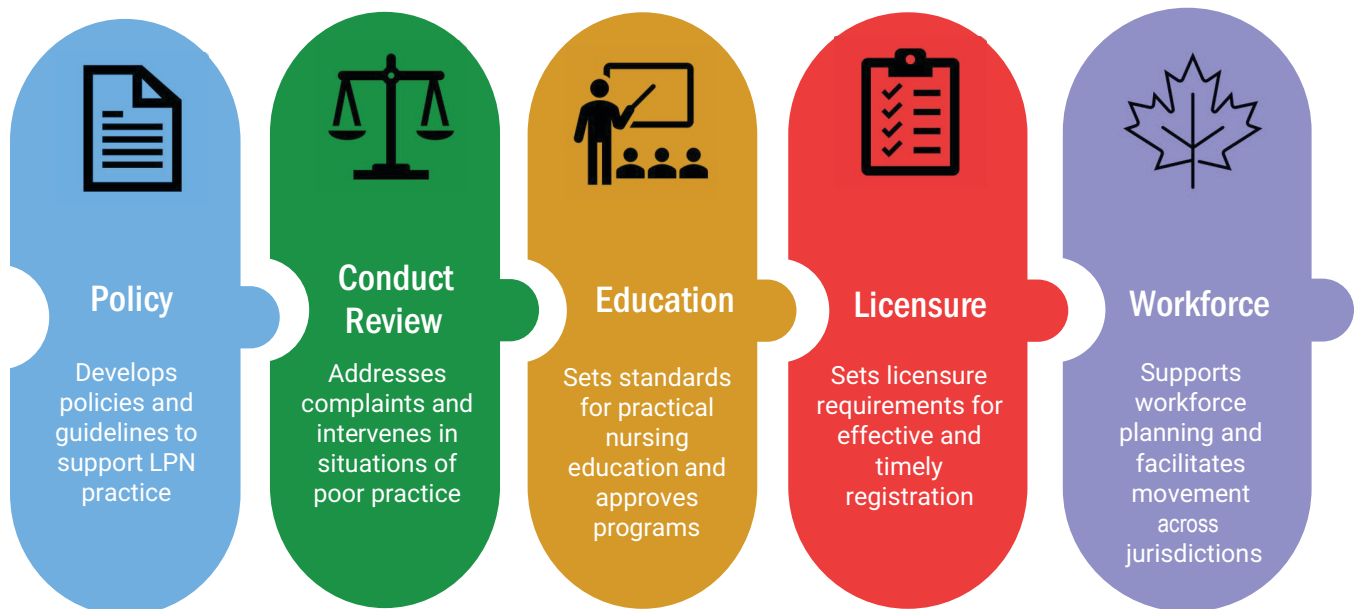 Policy
Develops
policies and
guidelines to
support LPN
practice
Conduct
Review
Addresses
complaints and
intervenes in
situations of
poor practice
Education
Sets standards
for practical
nursing
education and
approves
programs
Licensure
Sets licensure
requirements for
effective and
timely
registration
Workforce
Supports
workforce
planning and
facilitates
movement
across
jurisdictions